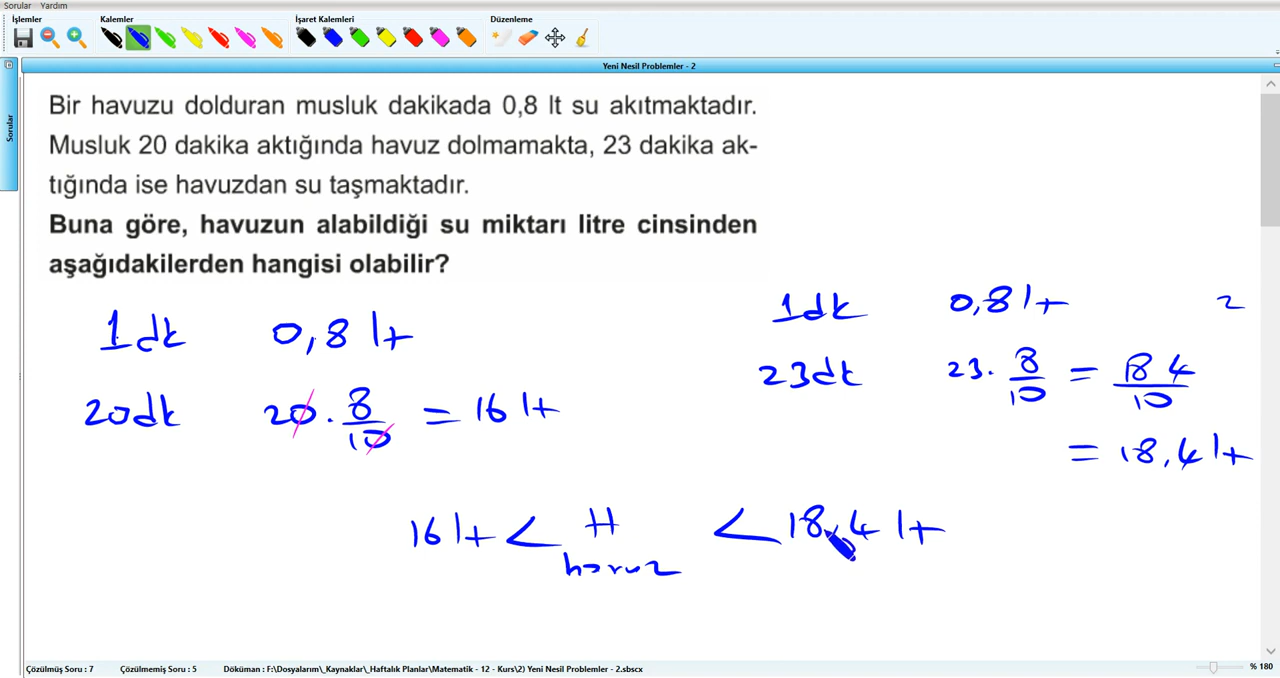 Sorular Yardım
İşlemler Kalemler İşaret Kalemleri Düzenleme
Yeni Nesil Problemler - 2
Sorular
Bir havuzu dolduran musluk dakikada 0,8 lt su akıtmaktadır.
Musluk 20 dakika aktığında havuz dolmamakta, 23 dakika ak-
tığında ise havuzdan su taşmaktadır.
Buna göre, havuzun alabildiği su miktarı litre cinsinden
aşağıdakilerden hangisi olabilir?
1dk 0,8 lt
20dk 20 . 8/10 = 16 lt
1dk 0,8 lt 2
23dk 23 . 8/10 = 184/10
= 18,4 lt
16 lt < H < 18,4 lt
havuz
Çözülmüş Soru : 7 Çözülmemiş Soru : 5 Döküman : F:\Dosyalarım\_Kaynaklar\_Haftalık Planlar\Matematik - 12 - Kurs\2) Yeni Nesil Problemler - 2.sbscx % 180